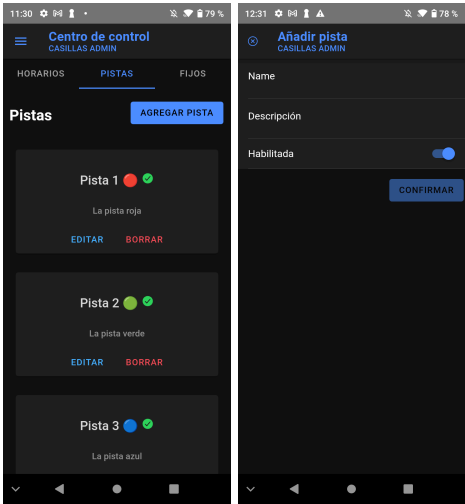 11:30
79 %
Centro de control
CASILLAS ADMIN
HORARIOS PISTAS FIJOS
Pistas
AGREGAR PISTA
Pista 1
La pista roja
EDITAR BORRAR
Pista 2
La pista verde
EDITAR BORRAR
Pista 3
La pista azul
12:31
78 %
Añadir pista
CASILLAS ADMIN
Name
Descripción
Habilitada
CONFIRMAR